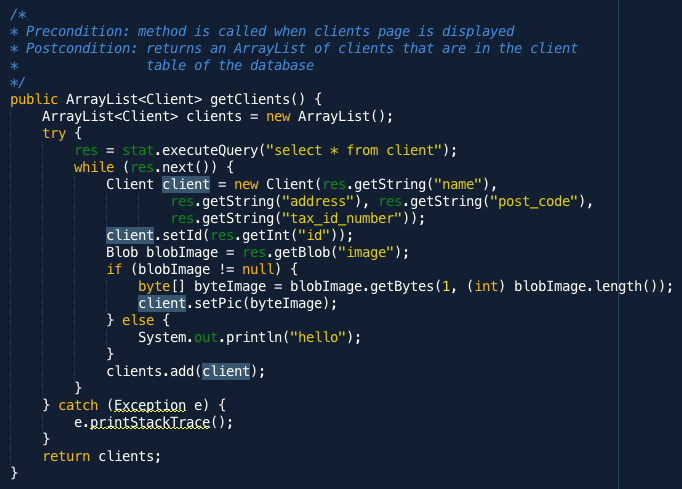 /*
* Precondition: method is called when clients page is displayed
* Postcondition: returns an ArrayList of clients that are in the client
*                table of the database
*/
public ArrayList<Client> getClients() {
    ArrayList<Client> clients = new ArrayList();
    try {
        res = stat.executeQuery("select * from client");
        while (res.next()) {
            Client client = new Client(res.getString("name"),
                    res.getString("address"), res.getString("post_code"),
                    res.getString("tax_id_number"));
            client.setId(res.getInt("id"));
            Blob blobImage = res.getBlob("image");
            if (blobImage != null) {
                byte[] byteImage = blobImage.getBytes(1, (int) blobImage.length());
                client.setPic(byteImage);
            } else {
                System.out.println("hello");
            }
            clients.add(client);
        }
    } catch (Exception e) {
        e.printStackTrace();
    }
    return clients;
}